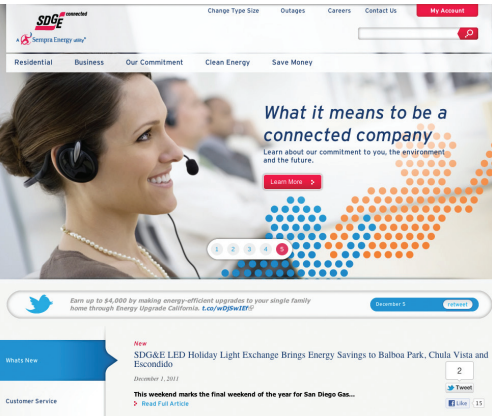 Change Type Size Outages Careers Contact Us My Account
SDGE connected
A Sempra Energy utility®
Residential Business Our Commitment Clean Energy Save Money
What it means to be a
connected company
Learn about our commitment to you, the environment
and the future.
Learn More
1 2 3 4 5
Earn up to $4,000 by making energy-efficient upgrades to your single family
home through Energy Upgrade California. t.co/wDJSwIEf
December 5 retweet
Whats New
Customer Service
New
SDG&E LED Holiday Light Exchange Brings Energy Savings to Balboa Park, Chula Vista and
Escondido
December 1, 2011
This weekend marks the final weekend of the year for San Diego Gas...
Read Full Article
2
Tweet
Like 15